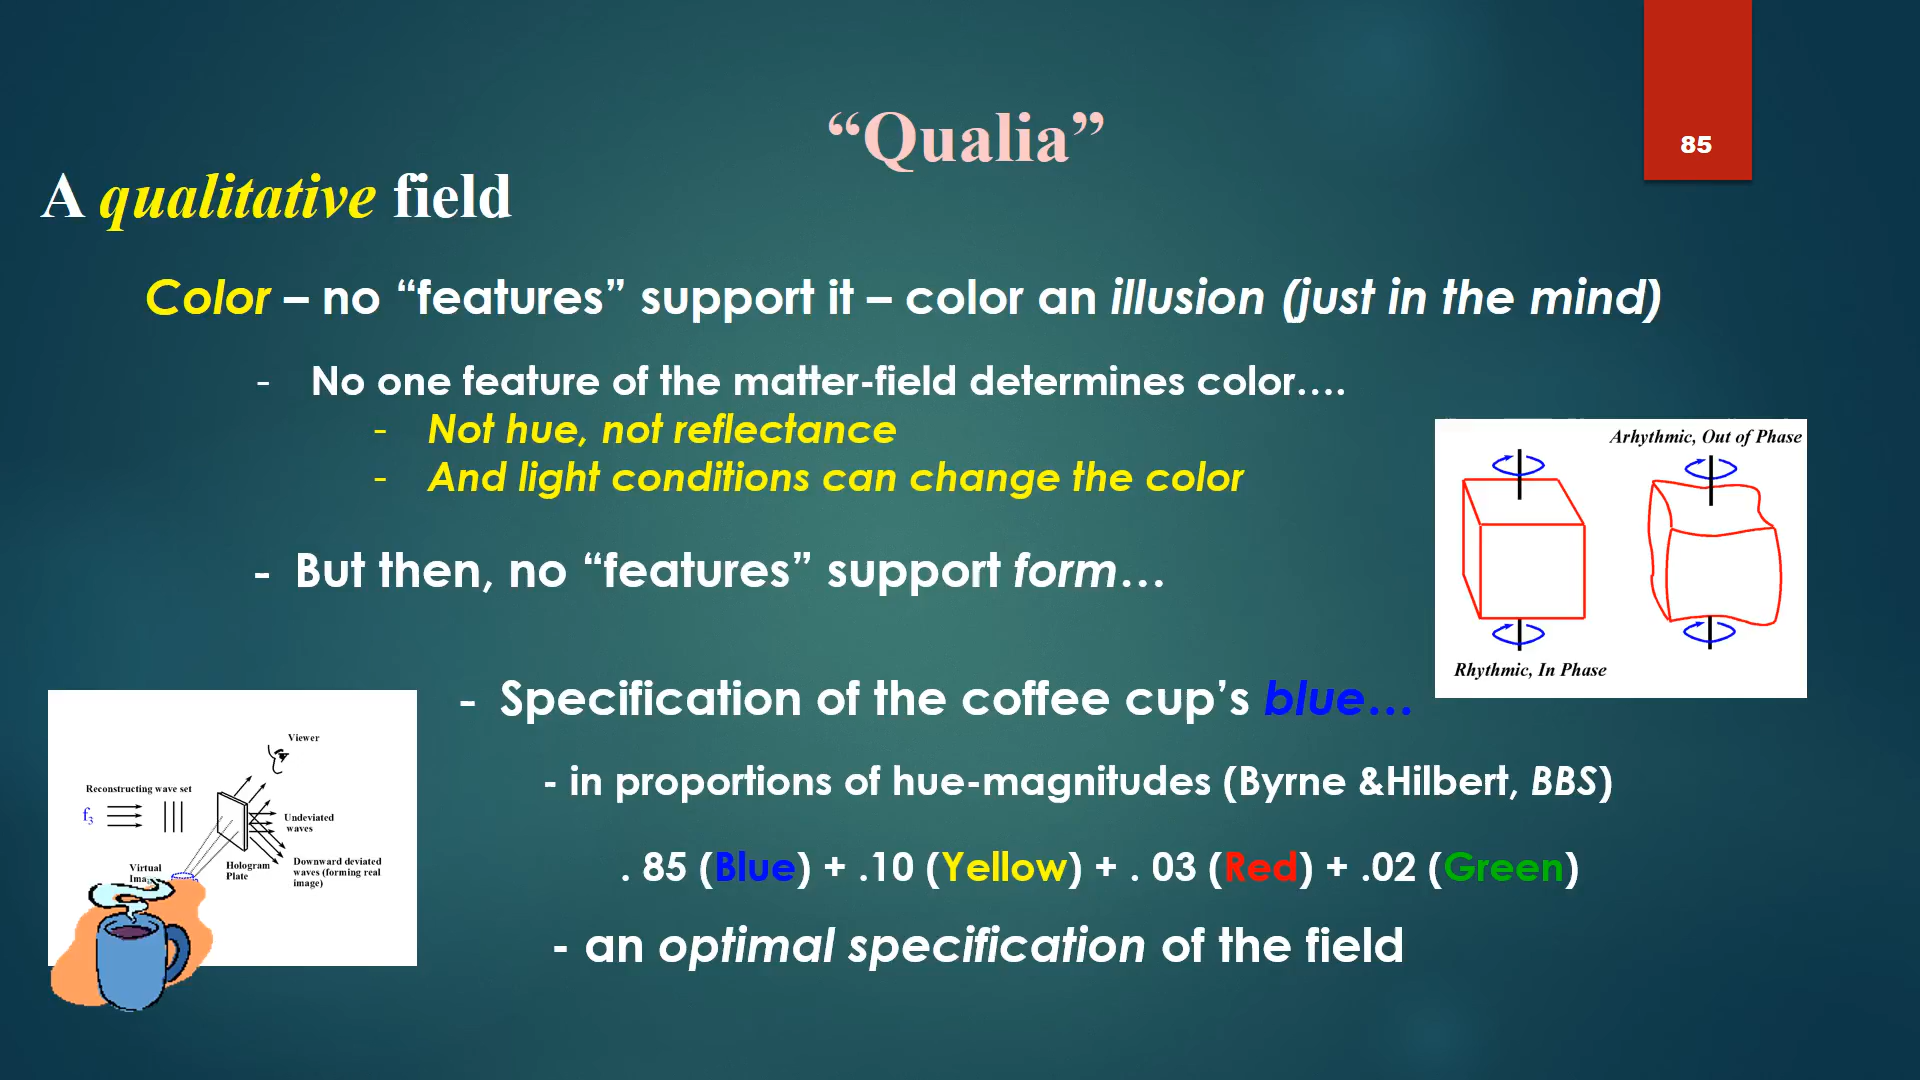 85
“Qualia”
A qualitative field
Color – no “features” support it – color an illusion (just in the mind)
- No one feature of the matter-field determines color….
- Not hue, not reflectance
- And light conditions can change the color
- But then, no “features” support form…
Arhythmic, Out of Phase
Rhythmic, In Phase
- Specification of the coffee cup’s blue…
- in proportions of hue-magnitudes (Byrne &Hilbert, BBS)
. 85 (Blue) + .10 (Yellow) + . 03 (Red) + .02 (Green)
- an optimal specification of the field
Viewer
Reconstructing wave set
f3
Undeviated
waves
Virtual
Hologram
Plate
Downward deviated
waves (forming real
image)